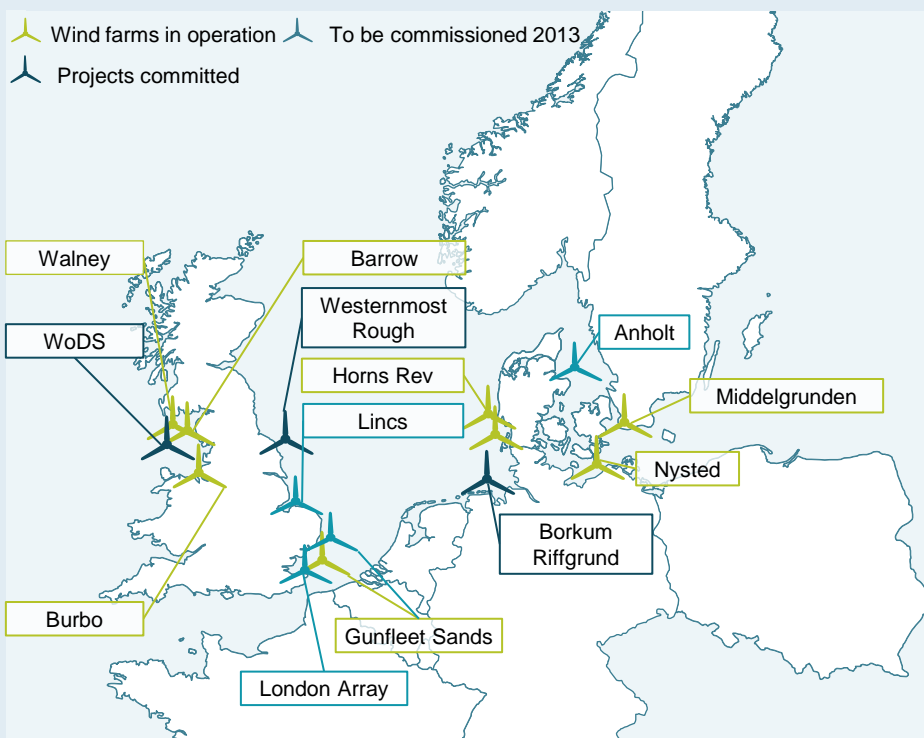 Wind farms in operation
To be commissioned 2013
Projects committed
Walney
Barrow
Westernmost
Rough
WoDS
Anholt
Horns Rev
Middelgrunden
Lincs
Nysted
Borkum
Riffgrund
Burbo
Gunfleet Sands
London Array